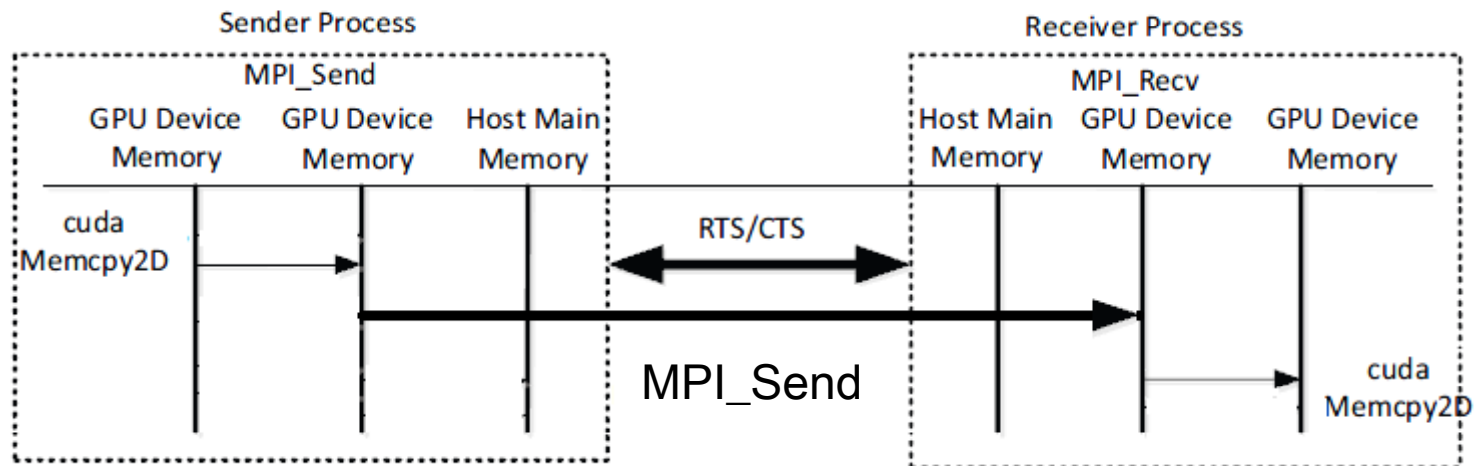 Sender Process
Receiver Process
MPI_Send
MPI_Recv
GPU Device
Memory
GPU Device
Memory
Host Main
Memory
Host Main
Memory
GPU Device
Memory
GPU Device
Memory
cuda
Memcpy2D
RTS/CTS
MPI_Send
cuda
Memcpy2D